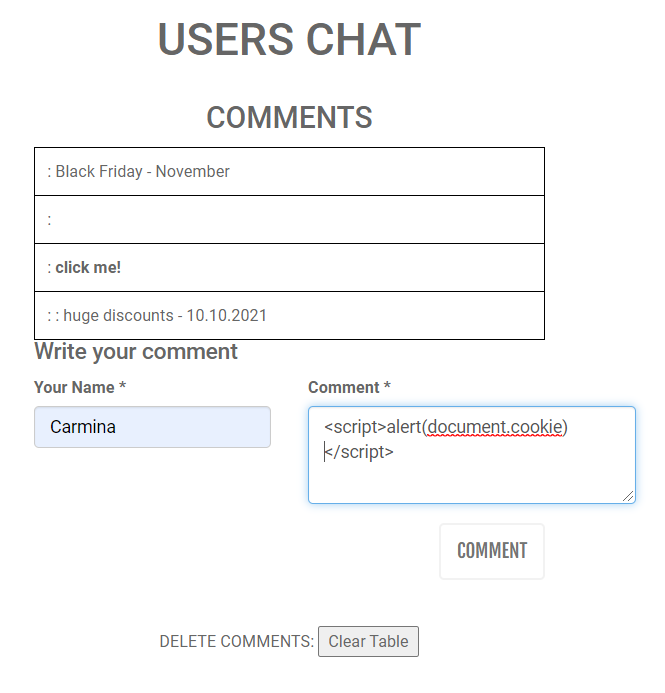 USERS CHAT
COMMENTS
: Black Friday - November
:
: click me!
: : huge discounts - 10.10.2021
Write your comment
Your Name *
Comment *
Carmina
<script>alert(document.cookie)
</script>
COMMENT
DELETE COMMENTS: Clear Table